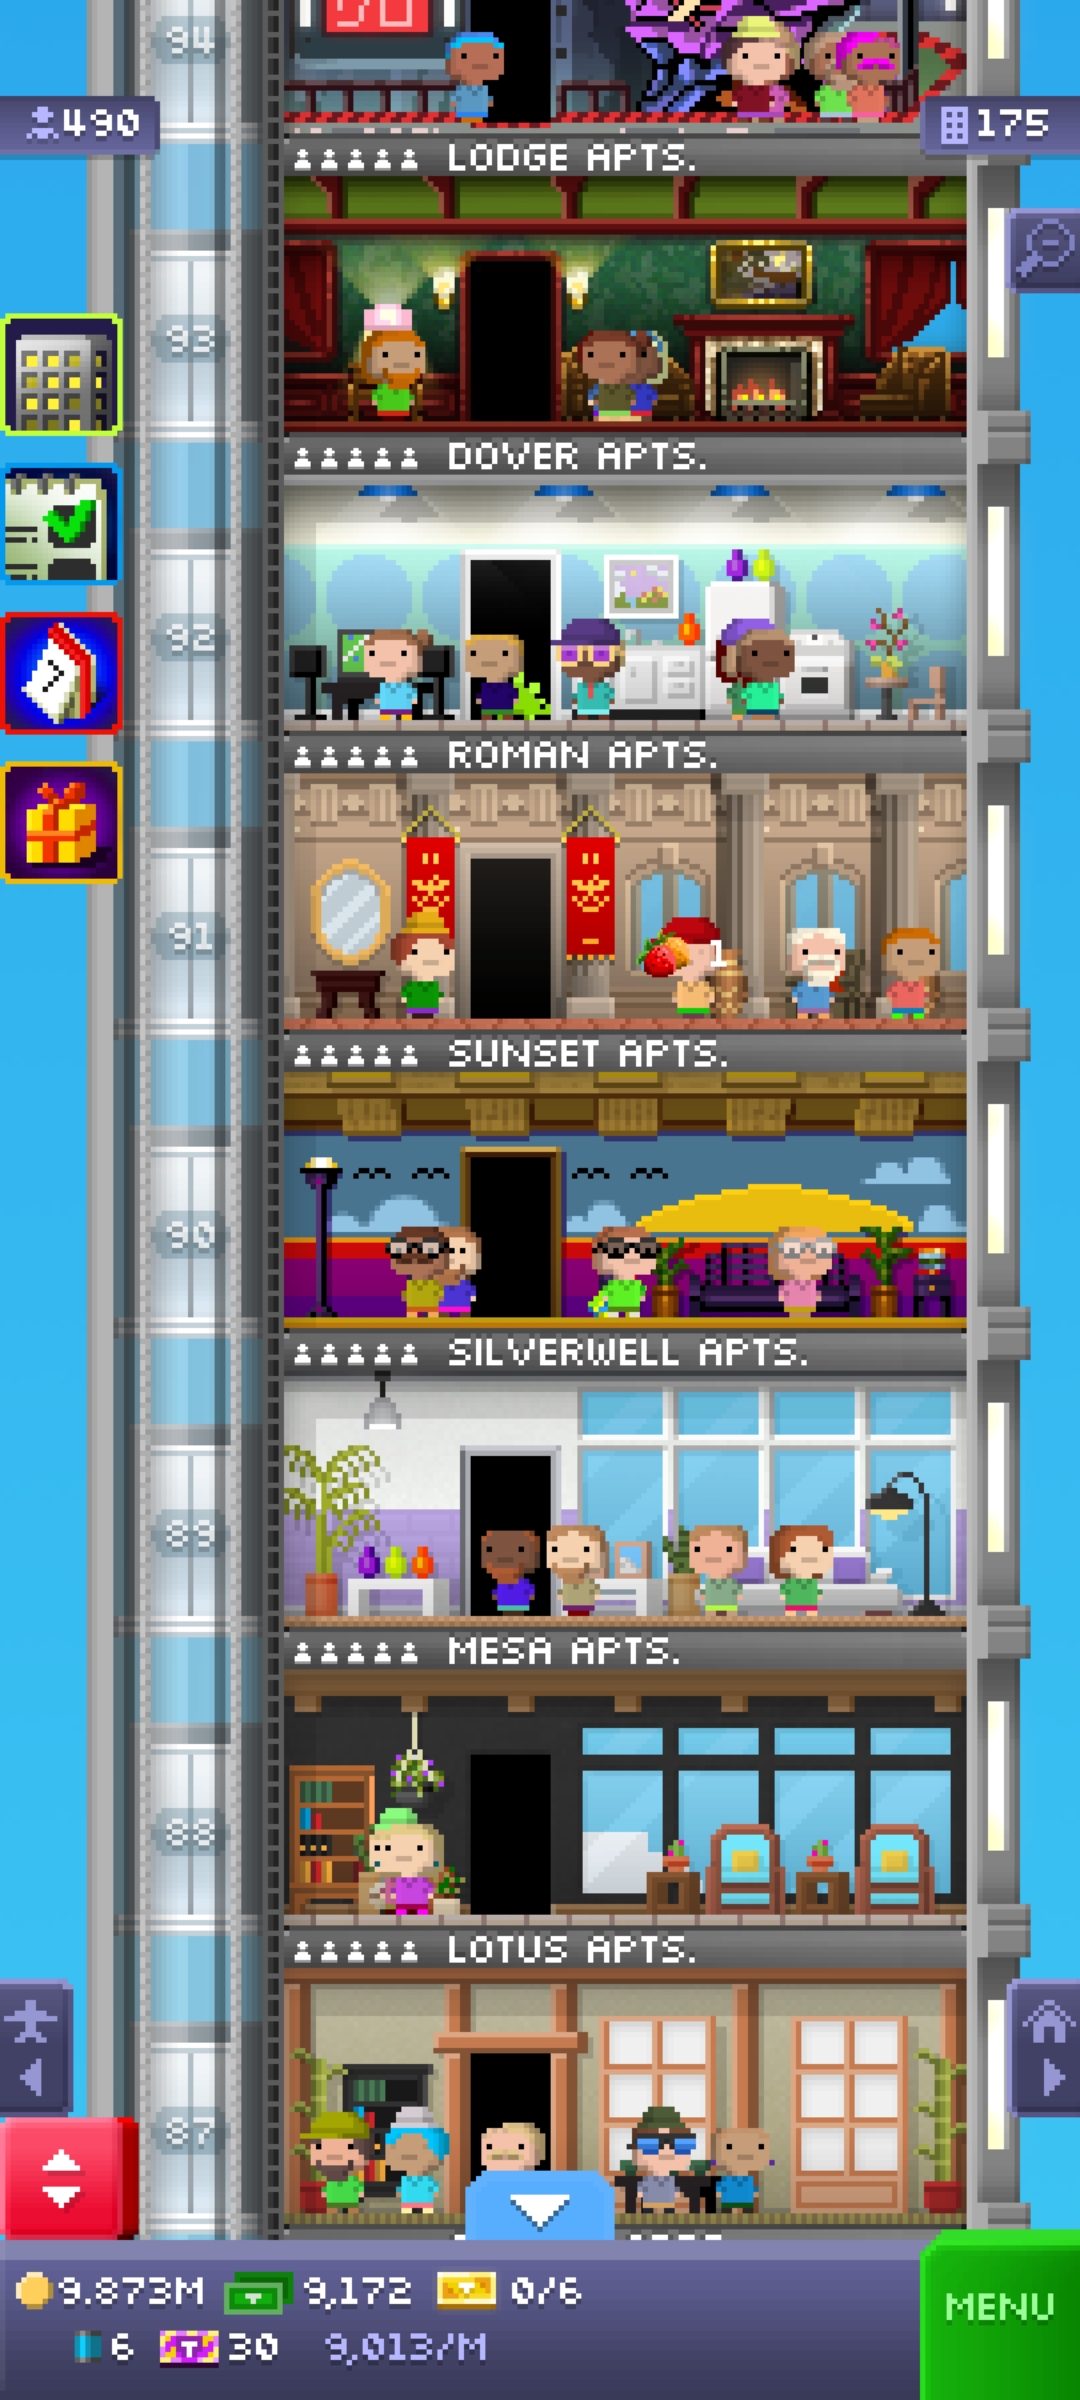 94
490
175
LODGE APTS.
93
DOVER APTS.
92
ROMAN APTS.
91
1
SUNSET APTS.
90
SILVERWELL APTS.
89
MESA APTS.
88
LOTUS APTS.
87
9.873M 9,172 0/6
6 T 30 9,013/M
MENU